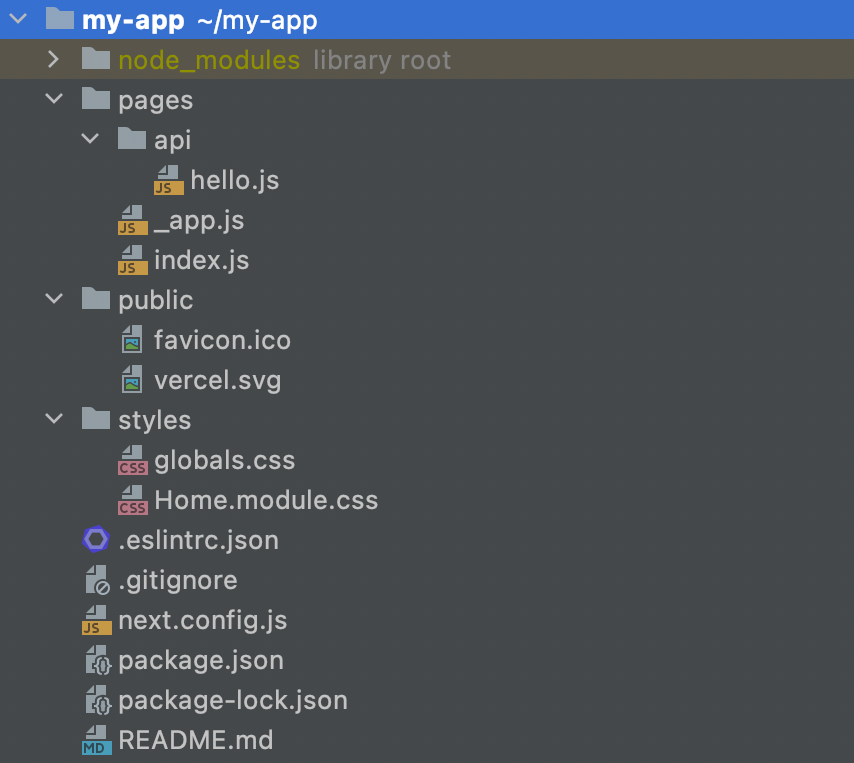 my-app ~/my-app
node_modules library root
pages
api
JS hello.js
JS _app.js
JS index.js
public
favicon.ico
vercel.svg
styles
CSS globals.css
CSS Home.module.css
.eslintrc.json
.gitignore
JS next.config.js
{} package.json
{} package-lock.json
MD README.md